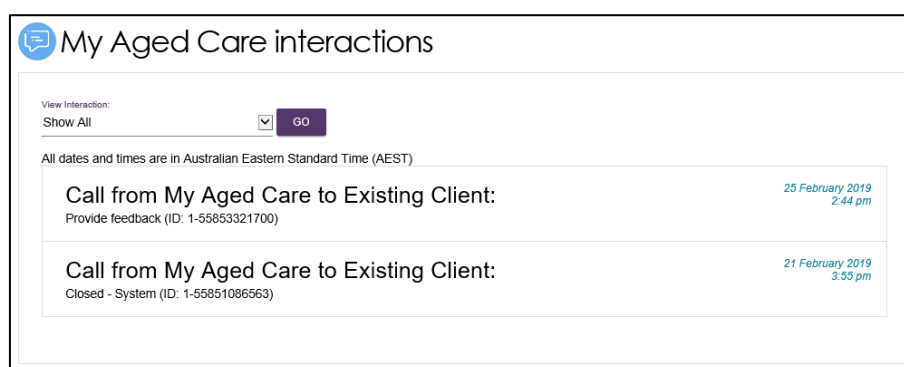 My Aged Care interactions
View Interaction:
Show All
GO
All dates and times are in Australian Eastern Standard Time (AEST)
Call from My Aged Care to Existing Client:
25 February 2019
2:44 pm
Provide feedback (ID: 1-55853321700)
Call from My Aged Care to Existing Client:
21 February 2019
3:55 pm
Closed - System (ID: 1-55851086563)